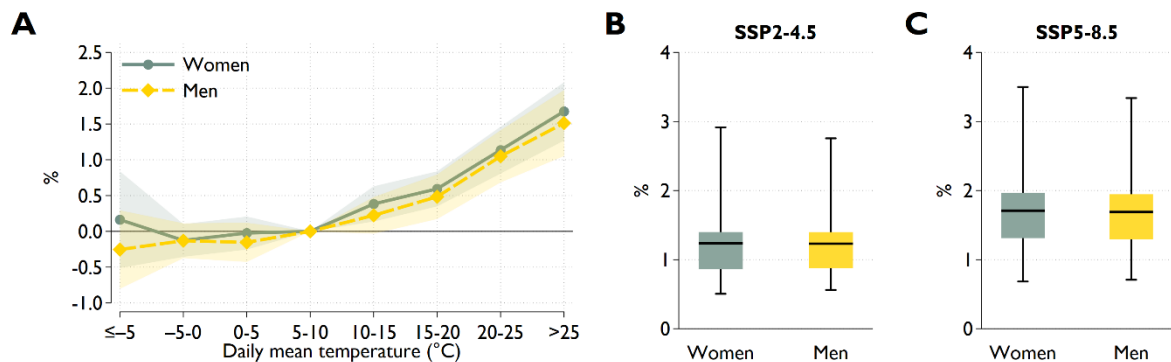 A
2.5
2.0
1.5
1.0
0.5
0.0
-0.5
-1.0
%
Women
Men
≤–5
–5-0
0-5
5-10
10-15
15-20
20-25
>25
Daily mean temperature (°C)
B
SSP2-4.5
4
3
2
1
0
%
Women
Men
C
SSP5-8.5
4
3
2
1
0
%
Women
Men